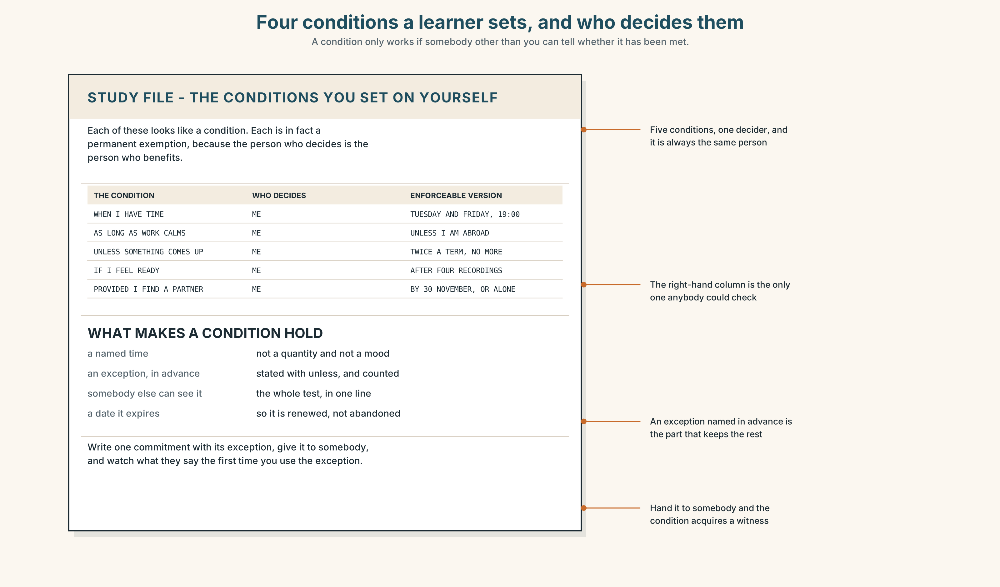 Four conditions a learner sets, and who decides them
A condition only works if somebody other than you can tell whether it has been met.
STUDY FILE - THE CONDITIONS YOU SET ON YOURSELF
Each of these looks like a condition. Each is in fact a
permanent exemption, because the person who decides is the
person who benefits.
THE CONDITION WHO DECIDES ENFORCEABLE VERSION
WHEN I HAVE TIME ME TUESDAY AND FRIDAY, 19:00
AS LONG AS WORK CALMS ME UNLESS I AM ABROAD
UNLESS SOMETHING COMES UP ME TWICE A TERM, NO MORE
IF I FEEL READY ME AFTER FOUR RECORDINGS
PROVIDED I FIND A PARTNER ME BY 30 NOVEMBER, OR ALONE
WHAT MAKES A CONDITION HOLD
a named time not a quantity and not a mood
an exception, in advance stated with unless, and counted
somebody else can see it the whole test, in one line
a date it expires so it is renewed, not abandoned
Write one commitment with its exception, give it to somebody,
and watch what they say the first time you use the exception.
Five conditions, one decider, and
it is always the same person
The right-hand column is the only
one anybody could check
An exception named in advance is
the part that keeps the rest
Hand it to somebody and the
condition acquires a witness